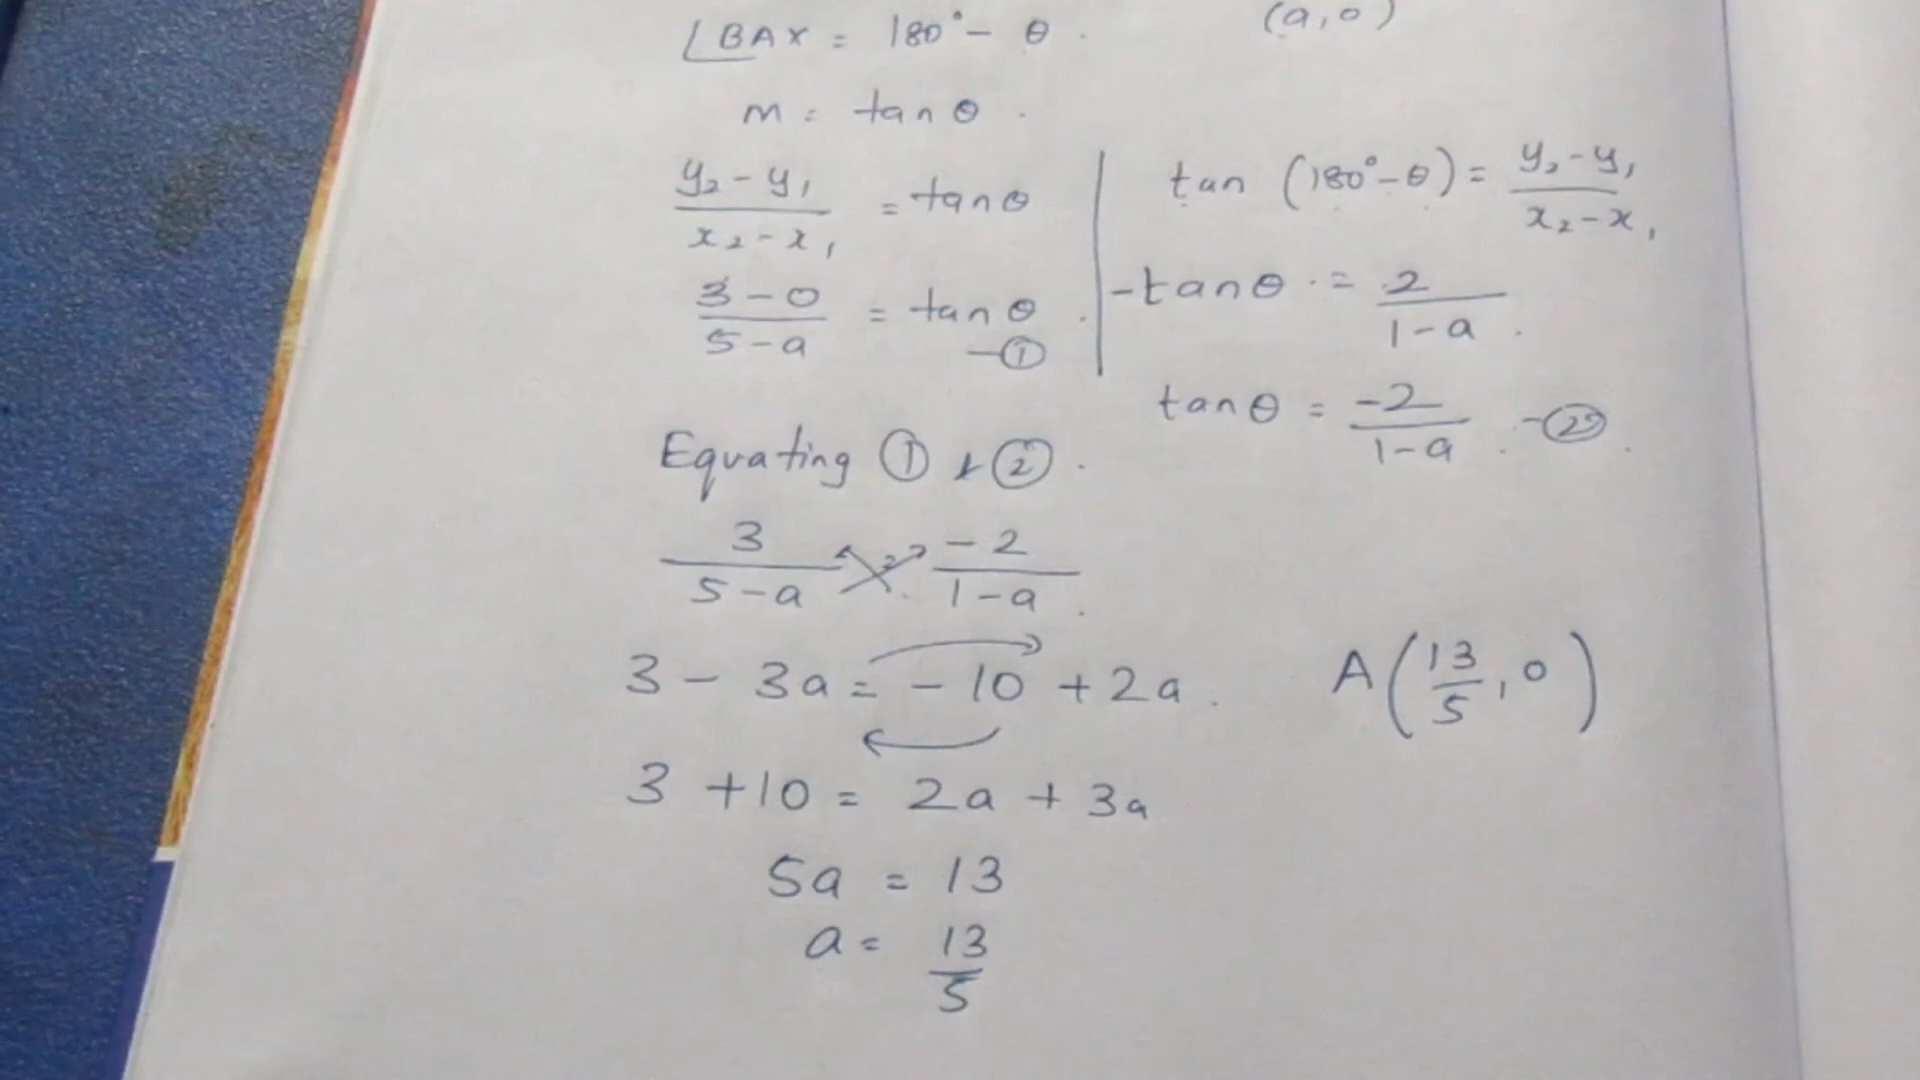 ∠BAX = 180° - θ.
(a, 0)
m = tan θ.
y₂ - y₁ / x₂ - x₁ = tan θ
3 - 0 / 5 - a = tan θ. - ①
tan (180° - θ) = y₂ - y₁ / x₂ - x₁
- tan θ = 2 / 1 - a.
tan θ = -2 / 1 - a. - ②.
Equating ① & ②.
3 / 5 - a = -2 / 1 - a.
3 - 3a = - 10 + 2a.
3 + 10 = 2a + 3a
5a = 13
a = 13 / 5
A (13/5, 0)